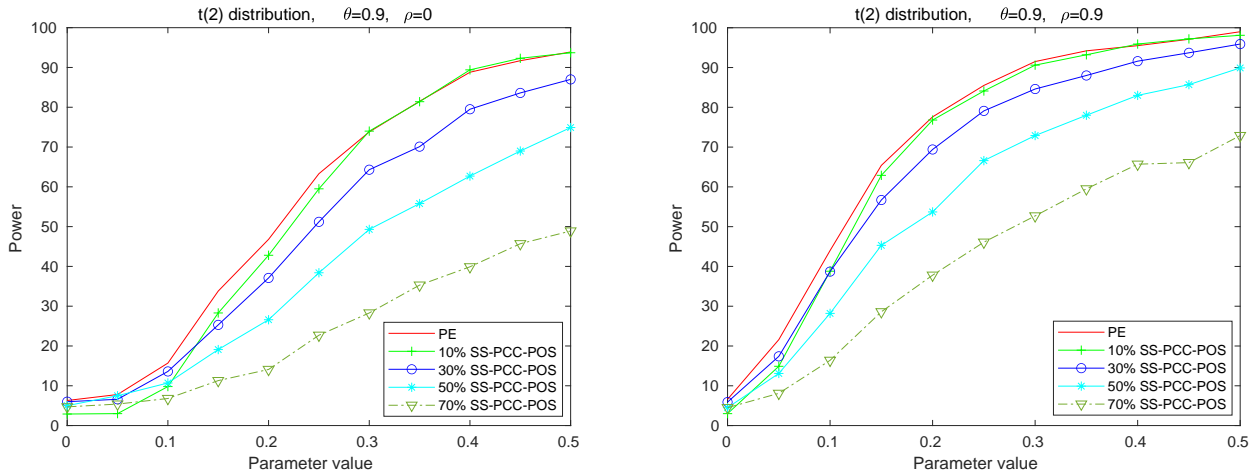 t(2) distribution, θ=0.9, ρ=0
100
90
80
70
60
50
40
30
20
10
0
Power
0 0.1 0.2 0.3 0.4 0.5
Parameter value
PE
10% SS-PCC-POS
30% SS-PCC-POS
50% SS-PCC-POS
70% SS-PCC-POS
t(2) distribution, θ=0.9, ρ=0.9
100
90
80
70
60
50
40
30
20
10
0
Power
0 0.1 0.2 0.3 0.4 0.5
Parameter value
PE
10% SS-PCC-POS
30% SS-PCC-POS
50% SS-PCC-POS
70% SS-PCC-POS